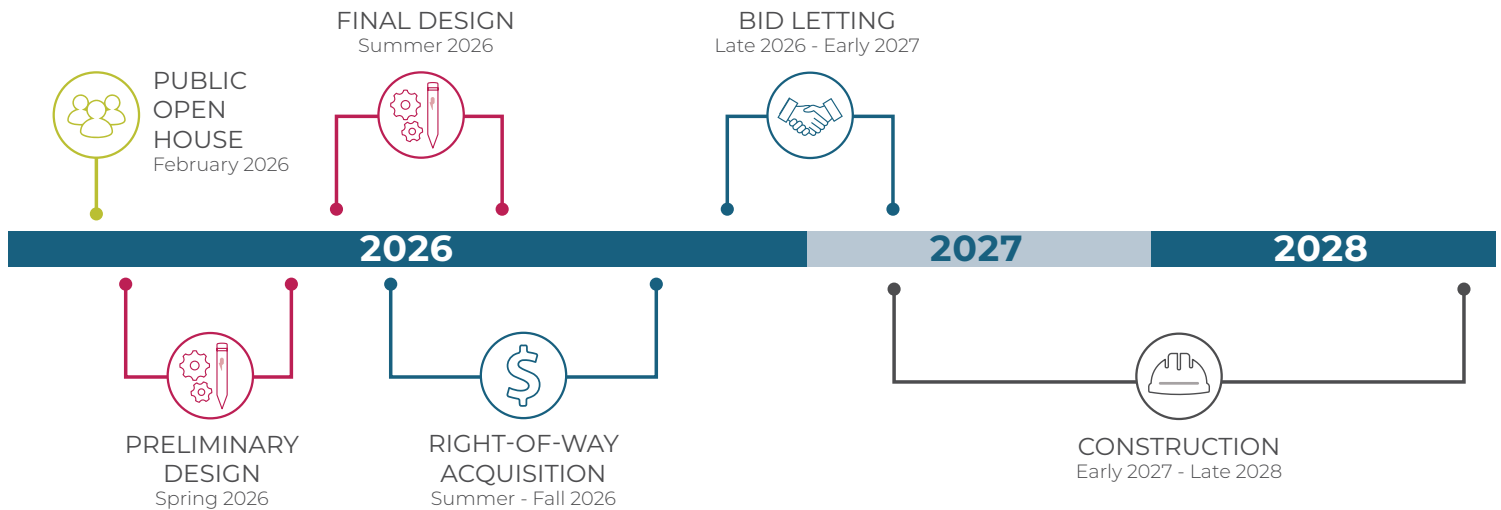 FINAL DESIGN
Summer 2026
BID LETTING
Late 2026 - Early 2027
PUBLIC
OPEN
HOUSE
February 2026
2026
2027
2028
PRELIMINARY
DESIGN
Spring 2026
RIGHT-OF-WAY
ACQUISITION
Summer - Fall 2026
CONSTRUCTION
Early 2027 - Late 2028